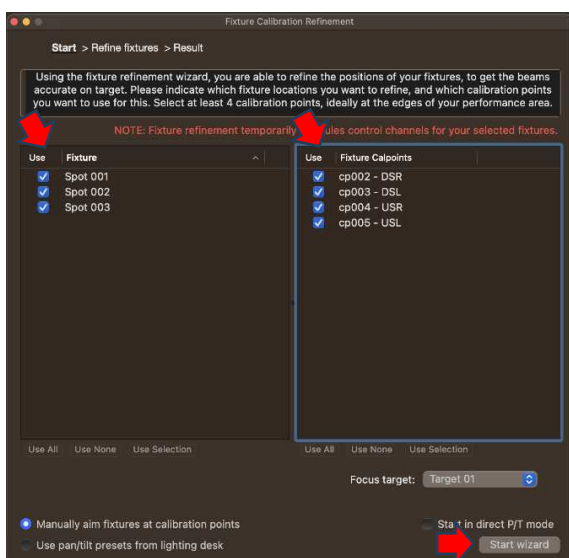 Fixture Calibration Refinement
Start > Refine fixtures > Result
Using the fixture refinement wizard, you are able to refine the positions of your fixtures, to get the beams
accurate on target. Please indicate which fixture locations you want to refine, and which calibration points
you want to use for this. Select at least 4 calibration points, ideally at the edges of your performance area.
NOTE: Fixture refinement temporarily ules control channels for your selected fixtures.
Use Fixture
Spot 001
Spot 002
Spot 003
Use Fixture Calpoints
cp002 - DSR
cp003 - DSL
cp004 - USR
cp005 - USL
Use All Use None Use Selection
Use All Use None Use Selection
Focus target: Target 01
Manually aim fixtures at calibration points
Start in direct P/T mode
Use pan/tilt presets from lighting desk
Start wizard